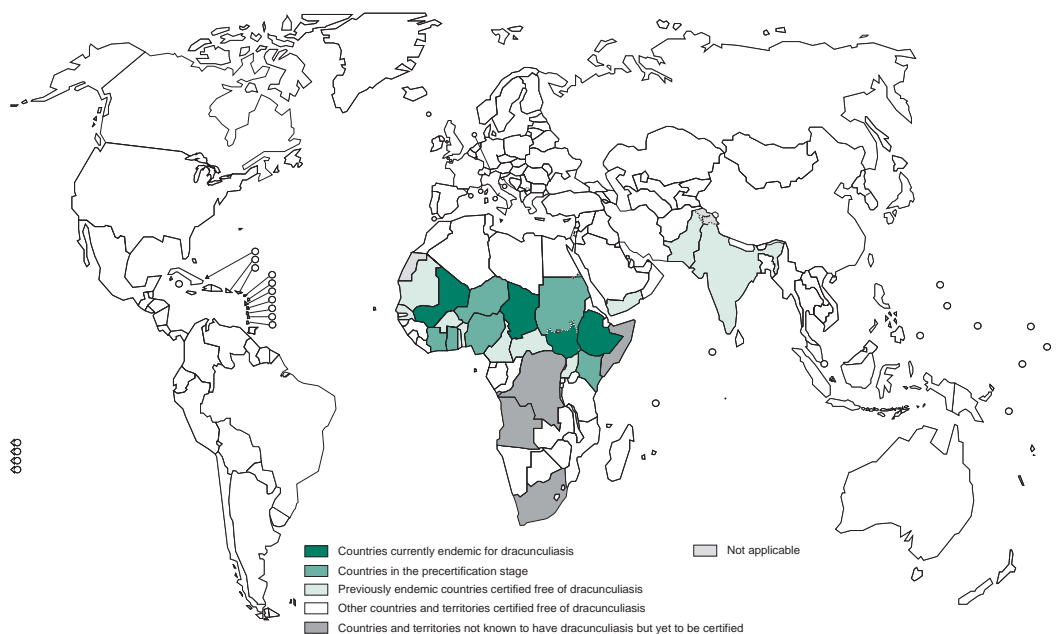 Countries currently endemic for dracunculiasis
Not applicable
Countries in the precertification stage
Previously endemic countries certified free of dracunculiasis
Other countries and territories certified free of dracunculiasis
Countries and territories not known to have dracunculiasis but yet to be certified